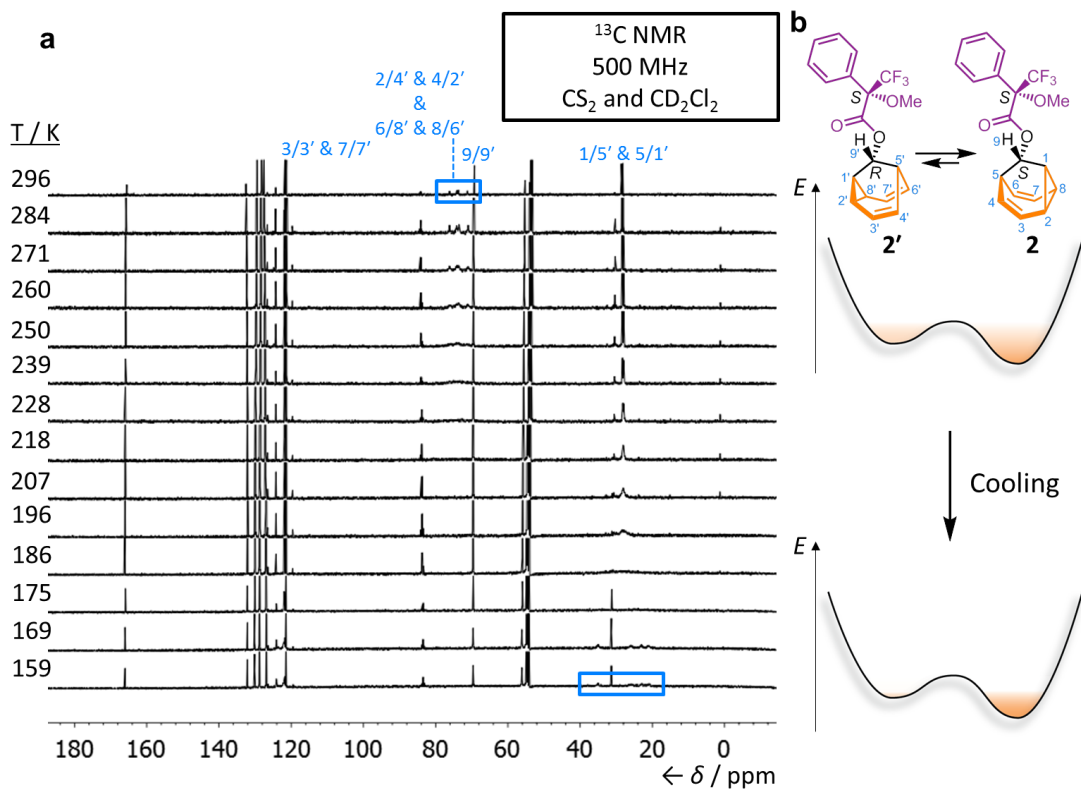 a
¹³C NMR
500 MHz
CS₂ and CD₂Cl₂
2/4′ & 4/2′
&
6/8′ & 8/6′
3/3′ & 7/7′
9/9′
1/5′ & 5/1′
T / K
296
284
271
260
250
239
228
218
207
196
186
175
169
159
180 160 140 120 100 80 60 40 20 0
← δ / ppm
b
CF₃ CF₃
S OMe S OMe
O O
O O
H H
9′ 9
R S
5′ 1
1′ 5
8′ 7′ 6′ 6 7 8
2′ 4
4′ 2
3′ 3
2′ 2
E
Cooling
E